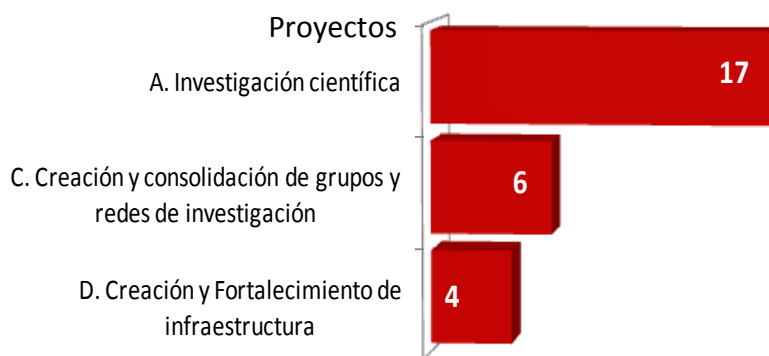 Proyectos
A. Investigación científica
17
C. Creación y consolidación de grupos y
redes de investigación
6
D. Creación y Fortalecimiento de
infraestructura
4